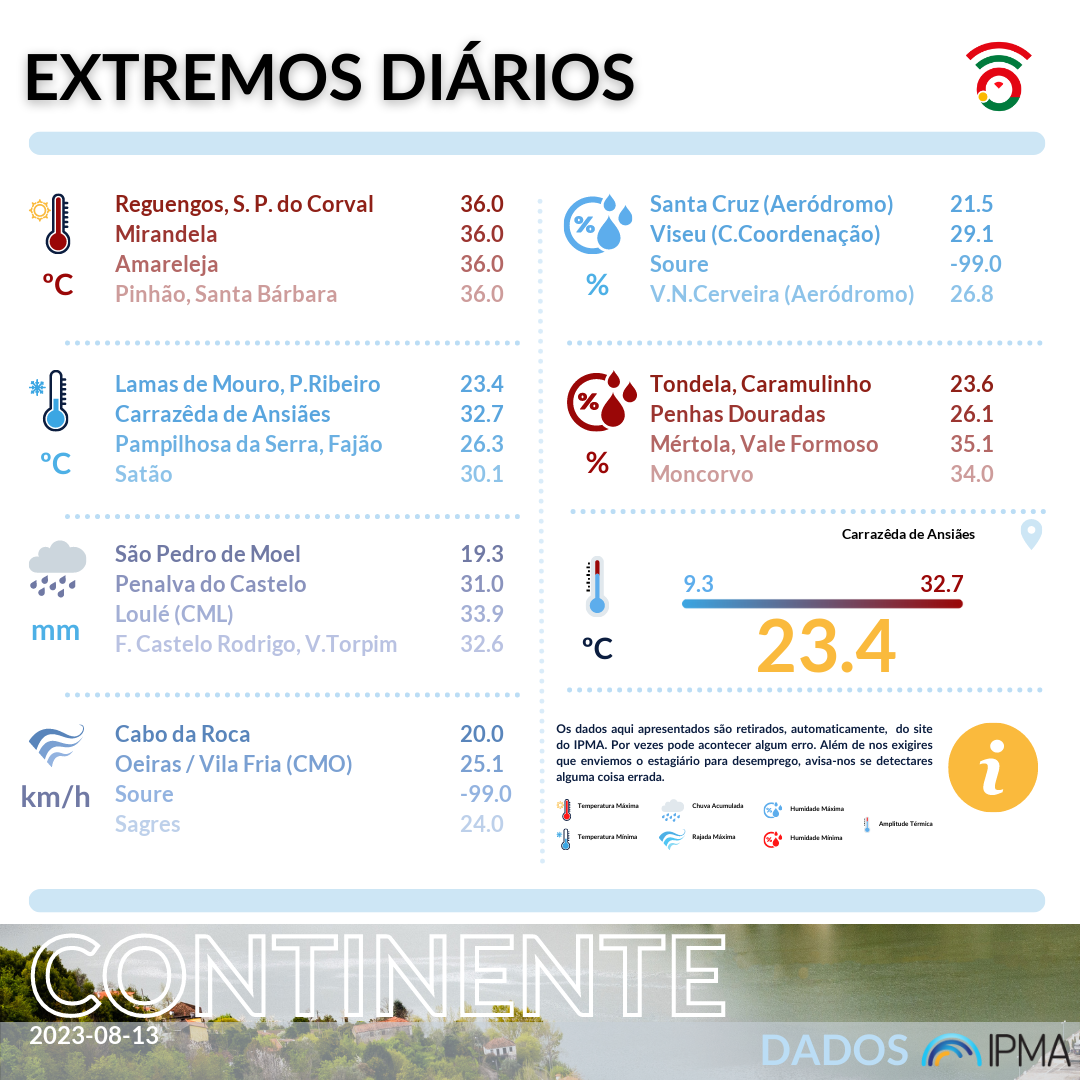 EXTREMOS DIÁRIOS
ºC
Reguengos, S. P. do Corval 36.0
Mirandela 36.0
Amareleja 36.0
Pinhão, Santa Bárbara 36.0
%
%
Santa Cruz (Aeródromo) 21.5
Viseu (C.Coordenação) 29.1
Soure -99.0
V.N.Cerveira (Aeródromo) 26.8
ºC
Lamas de Mouro, P.Ribeiro 23.4
Carrazêda de Ansiães 32.7
Pampilhosa da Serra, Fajão 26.3
Satão 30.1
%
%
Tondela, Caramulinho 23.6
Penhas Douradas 26.1
Mértola, Vale Formoso 35.1
Moncorvo 34.0
mm
São Pedro de Moel 19.3
Penalva do Castelo 31.0
Loulé (CML) 33.9
F. Castelo Rodrigo, V.Torpim 32.6
Carrazêda de Ansiães
9.3 32.7
ºC
23.4
km/h
Cabo da Roca 20.0
Oeiras / Vila Fria (CMO) 25.1
Soure -99.0
Sagres 24.0
Os dados aqui apresentados são retirados, automaticamente, do site
do IPMA. Por vezes pode acontecer algum erro. Além de nos exigires
que enviemos o estagiário para desemprego, avisa-nos se detectares
alguma coisa errada.
i
Temperatura Máxima
Chuva Acumulada
Humidade Máxima
Amplitude Térmica
Temperatura Mínima
Rajada Máxima
Humidade Mínima
CONTINENTE
2023-08-13
DADOS IPMA